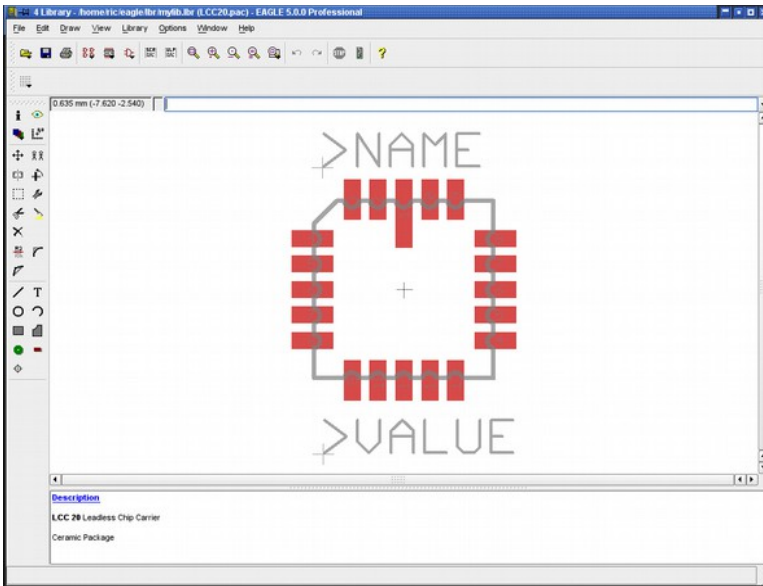 4 Library - /home/ric/eagle/lbr/mylib.lbr (LCC20.pac) - EAGLE 5.0.0 Professional
File Edit Draw View Library Options Window Help
0.635 mm (-7.620 -2.540)
>NAME
>VALUE
Description
LCC 20 Leadless Chip Carrier
Ceramic Package